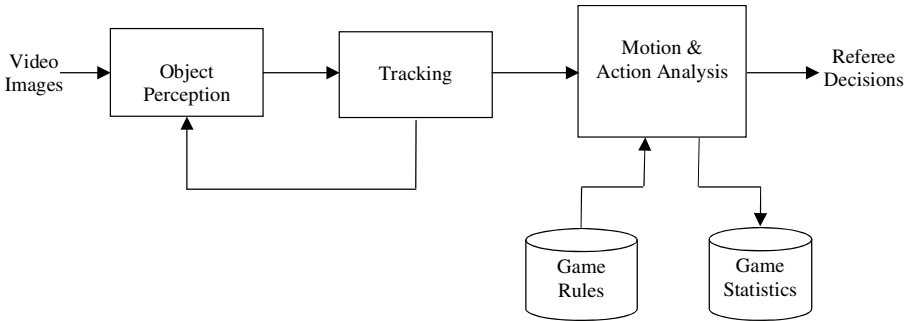 Video
Images
Object
Perception
Tracking
Motion &
Action Analysis
Referee
Decisions
Game
Rules
Game
Statistics